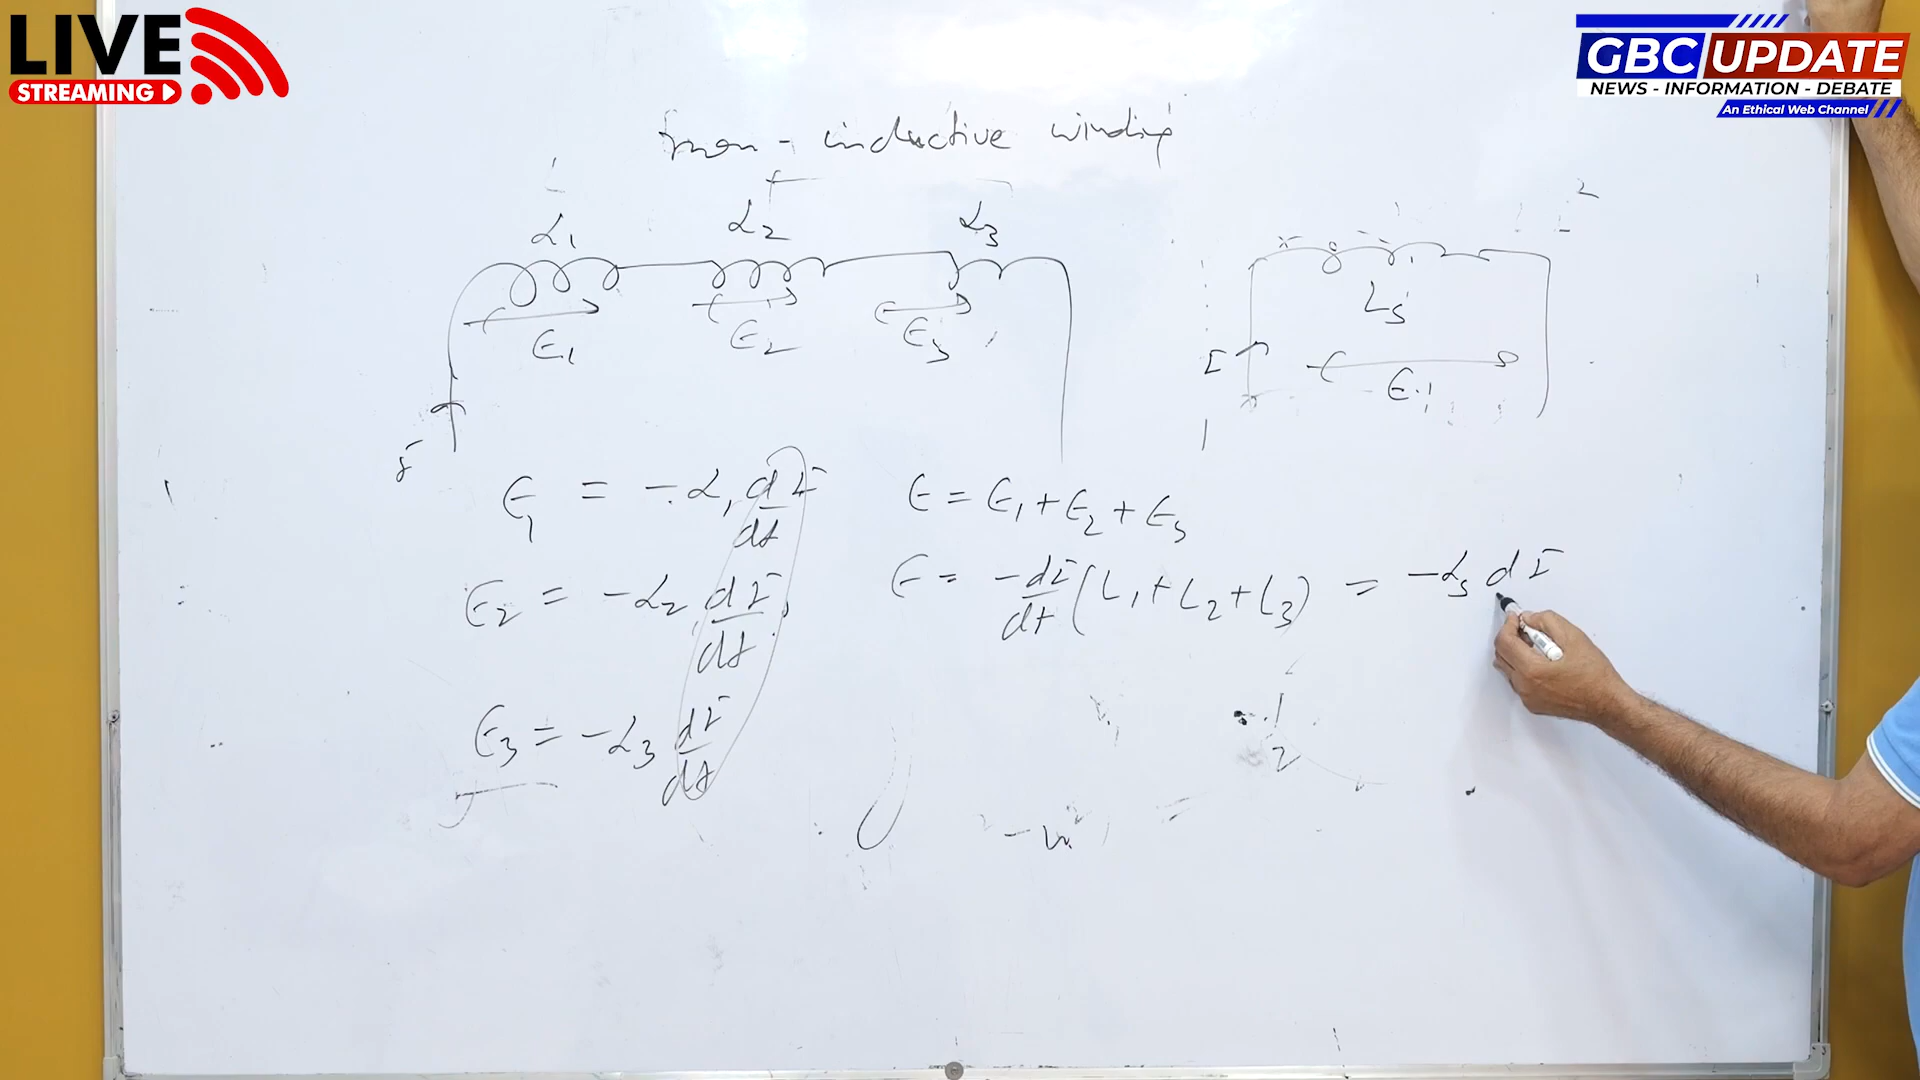 LIVE
STREAMING
GBC UPDATE
NEWS - INFORMATION - DEBATE
An Ethical Web Channel
non - inductive winding
L1 L2 L3
E1 E2 E3
I
2
Ls
I
E
E1 = -L1 dI/dt
E = E1 + E2 + E3
E2 = -L2 dI/dt
E = -dI/dt (L1 + L2 + L3) = -Ls dI
E3 = -L3 dI/dt
2